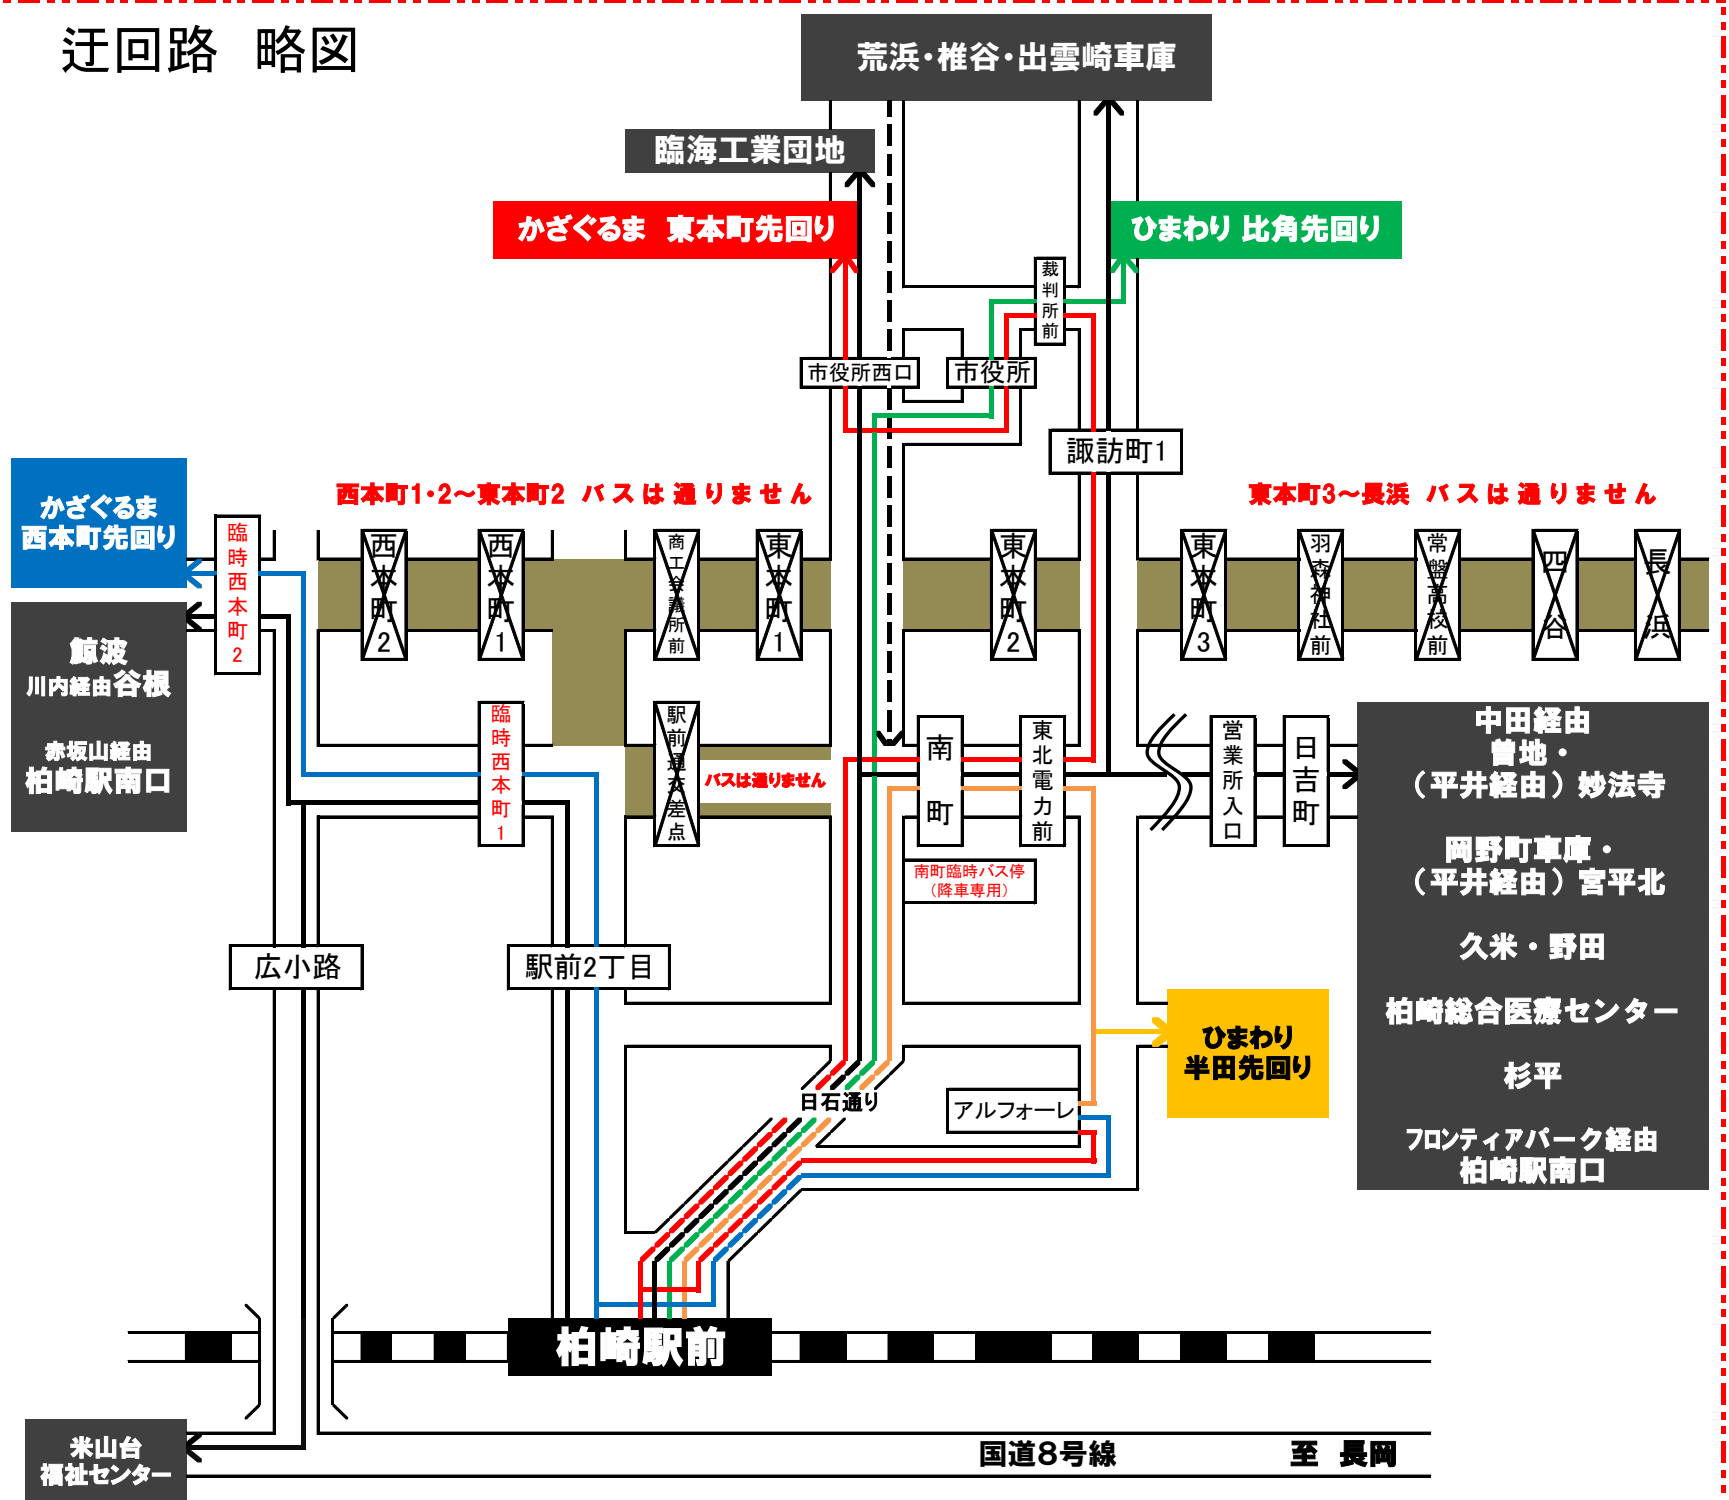 迂回路　略図
荒浜・椎谷・出雲崎車庫
臨海工業団地
かざぐるま　東本町先回り
ひまわり 比角先回り
裁判所前
市役所西口
市役所
諏訪町1
かざぐるま
西本町先回り
臨時西本町2
西本町1・2～東本町2　バスは通りません
東本町3～長浜　バスは通りません
西本町2
西本町1
商工会議所前
東本町1
東本町2
東本町3
羽森神社前
常盤高校前
四谷
長浜
鯨波
川内経由谷根
赤坂山経由
柏崎駅南口
臨時西本町1
駅前通交差点
バスは通りません
南町
東北電力前
営業所入口
日吉町
中田経由
曽地・
（平井経由）妙法寺
岡野町車庫・
（平井経由）宮平北
久米・野田
柏崎総合医療センター
杉平
フロンティアパーク経由
柏崎駅南口
南町臨時バス停
（降車専用）
広小路
駅前2丁目
ひまわり
半田先回り
日石通り
アルフォーレ
柏崎駅前
米山台
福祉センター
国道８号線
至　長岡